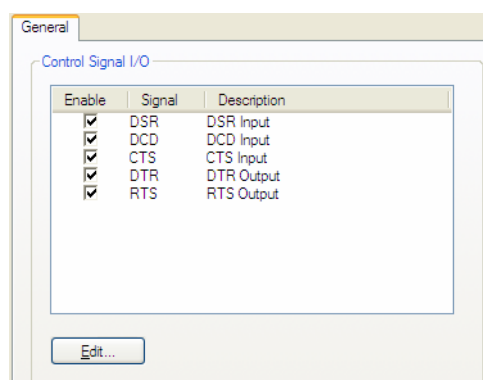 General
Control Signal I/O
Enable Signal Description
DSR DSR Input
DCD DCD Input
CTS CTS Input
DTR DTR Output
RTS RTS Output
Edit...